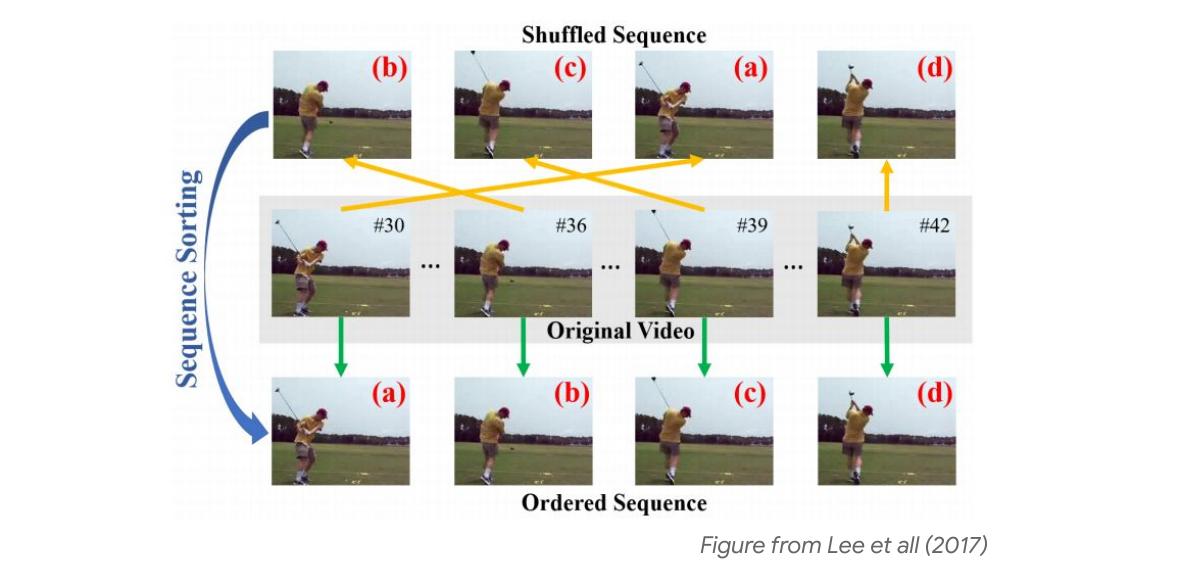 Shuffled Sequence
(b) (c) (a) (d)
Sequence Sorting
#30 ... #36 ... #39 ... #42
Original Video
(a) (b) (c) (d)
Ordered Sequence
Figure from Lee et all (2017)